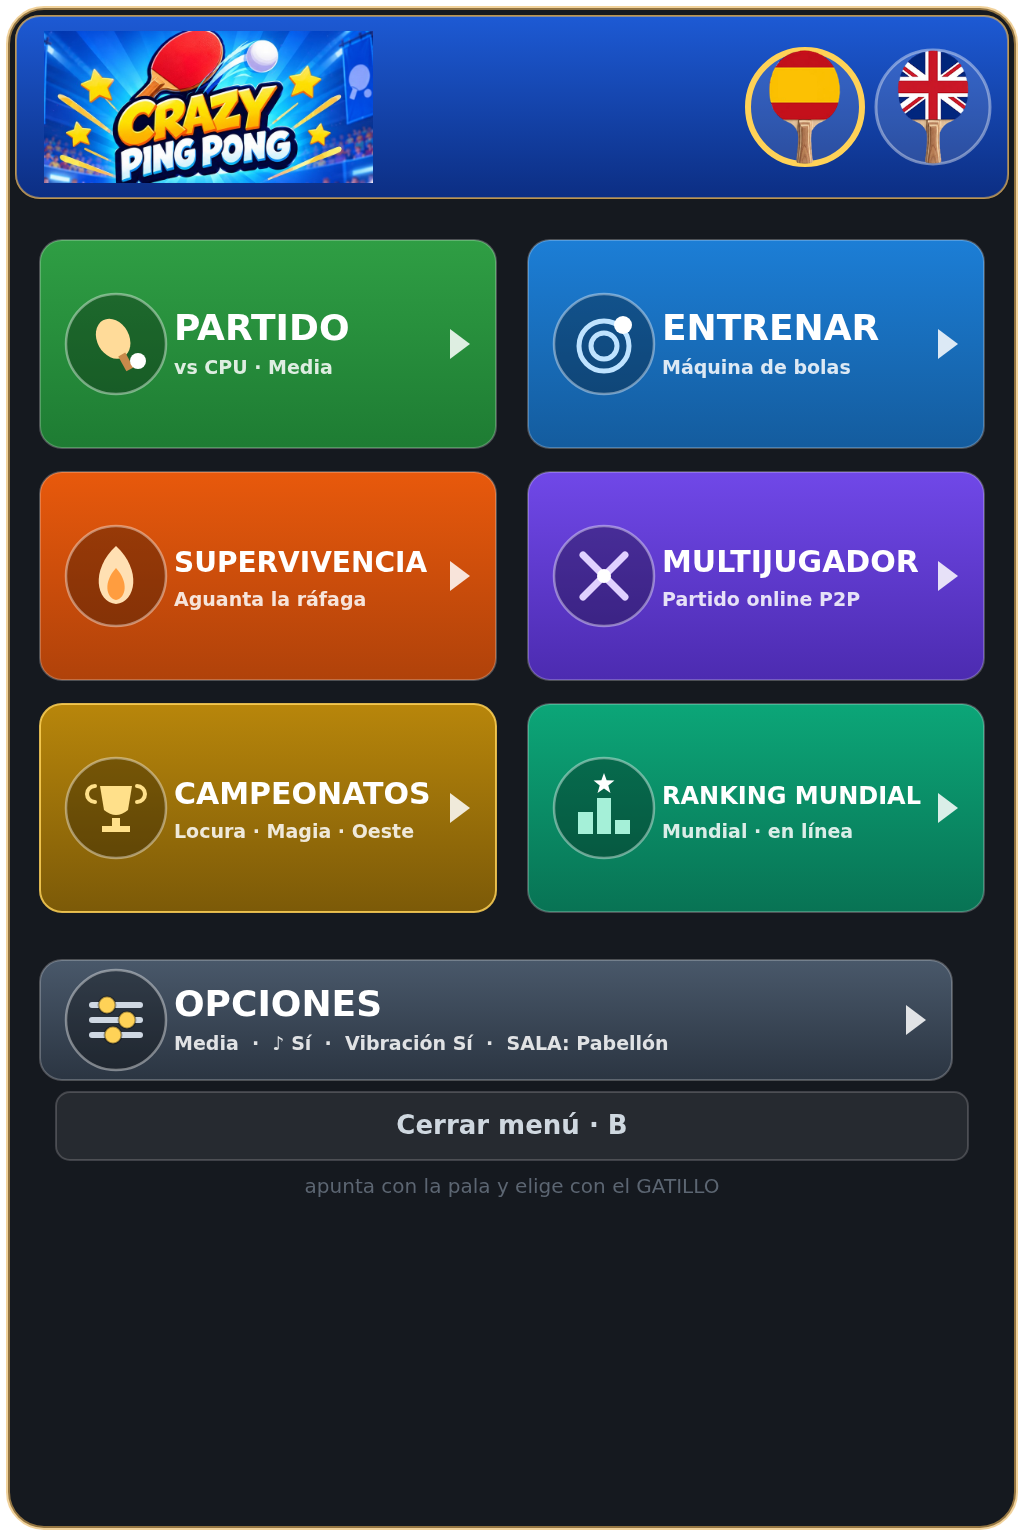 CRAZY
PING PONG
PARTIDO
vs CPU · Media
ENTRENAR
Máquina de bolas
SUPERVIVENCIA
Aguanta la ráfaga
MULTIJUGADOR
Partido online P2P
CAMPEONATOS
Locura · Magia · Oeste
RANKING MUNDIAL
Mundial · en línea
OPCIONES
Media · ♪ Sí · Vibración Sí · SALA: Pabellón
Cerrar menú · B
apunta con la pala y elige con el GATILLO